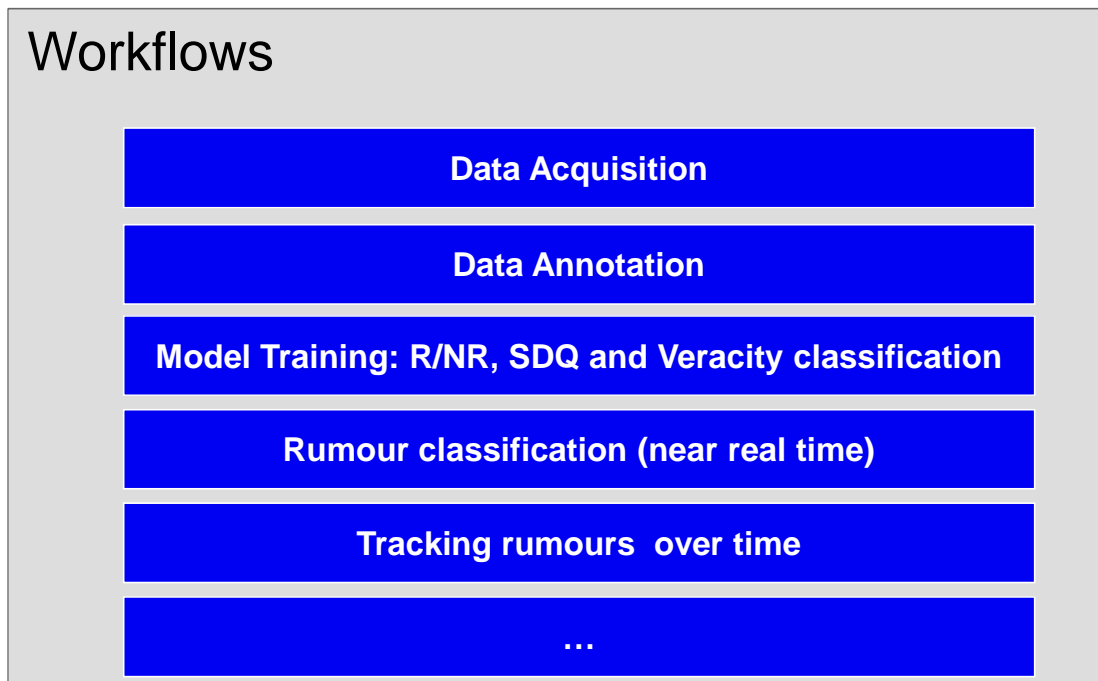 Workflows
Data Acquisition
Data Annotation
Model Training: R/NR, SDQ and Veracity classification
Rumour classification (near real time)
Tracking rumours  over time
…